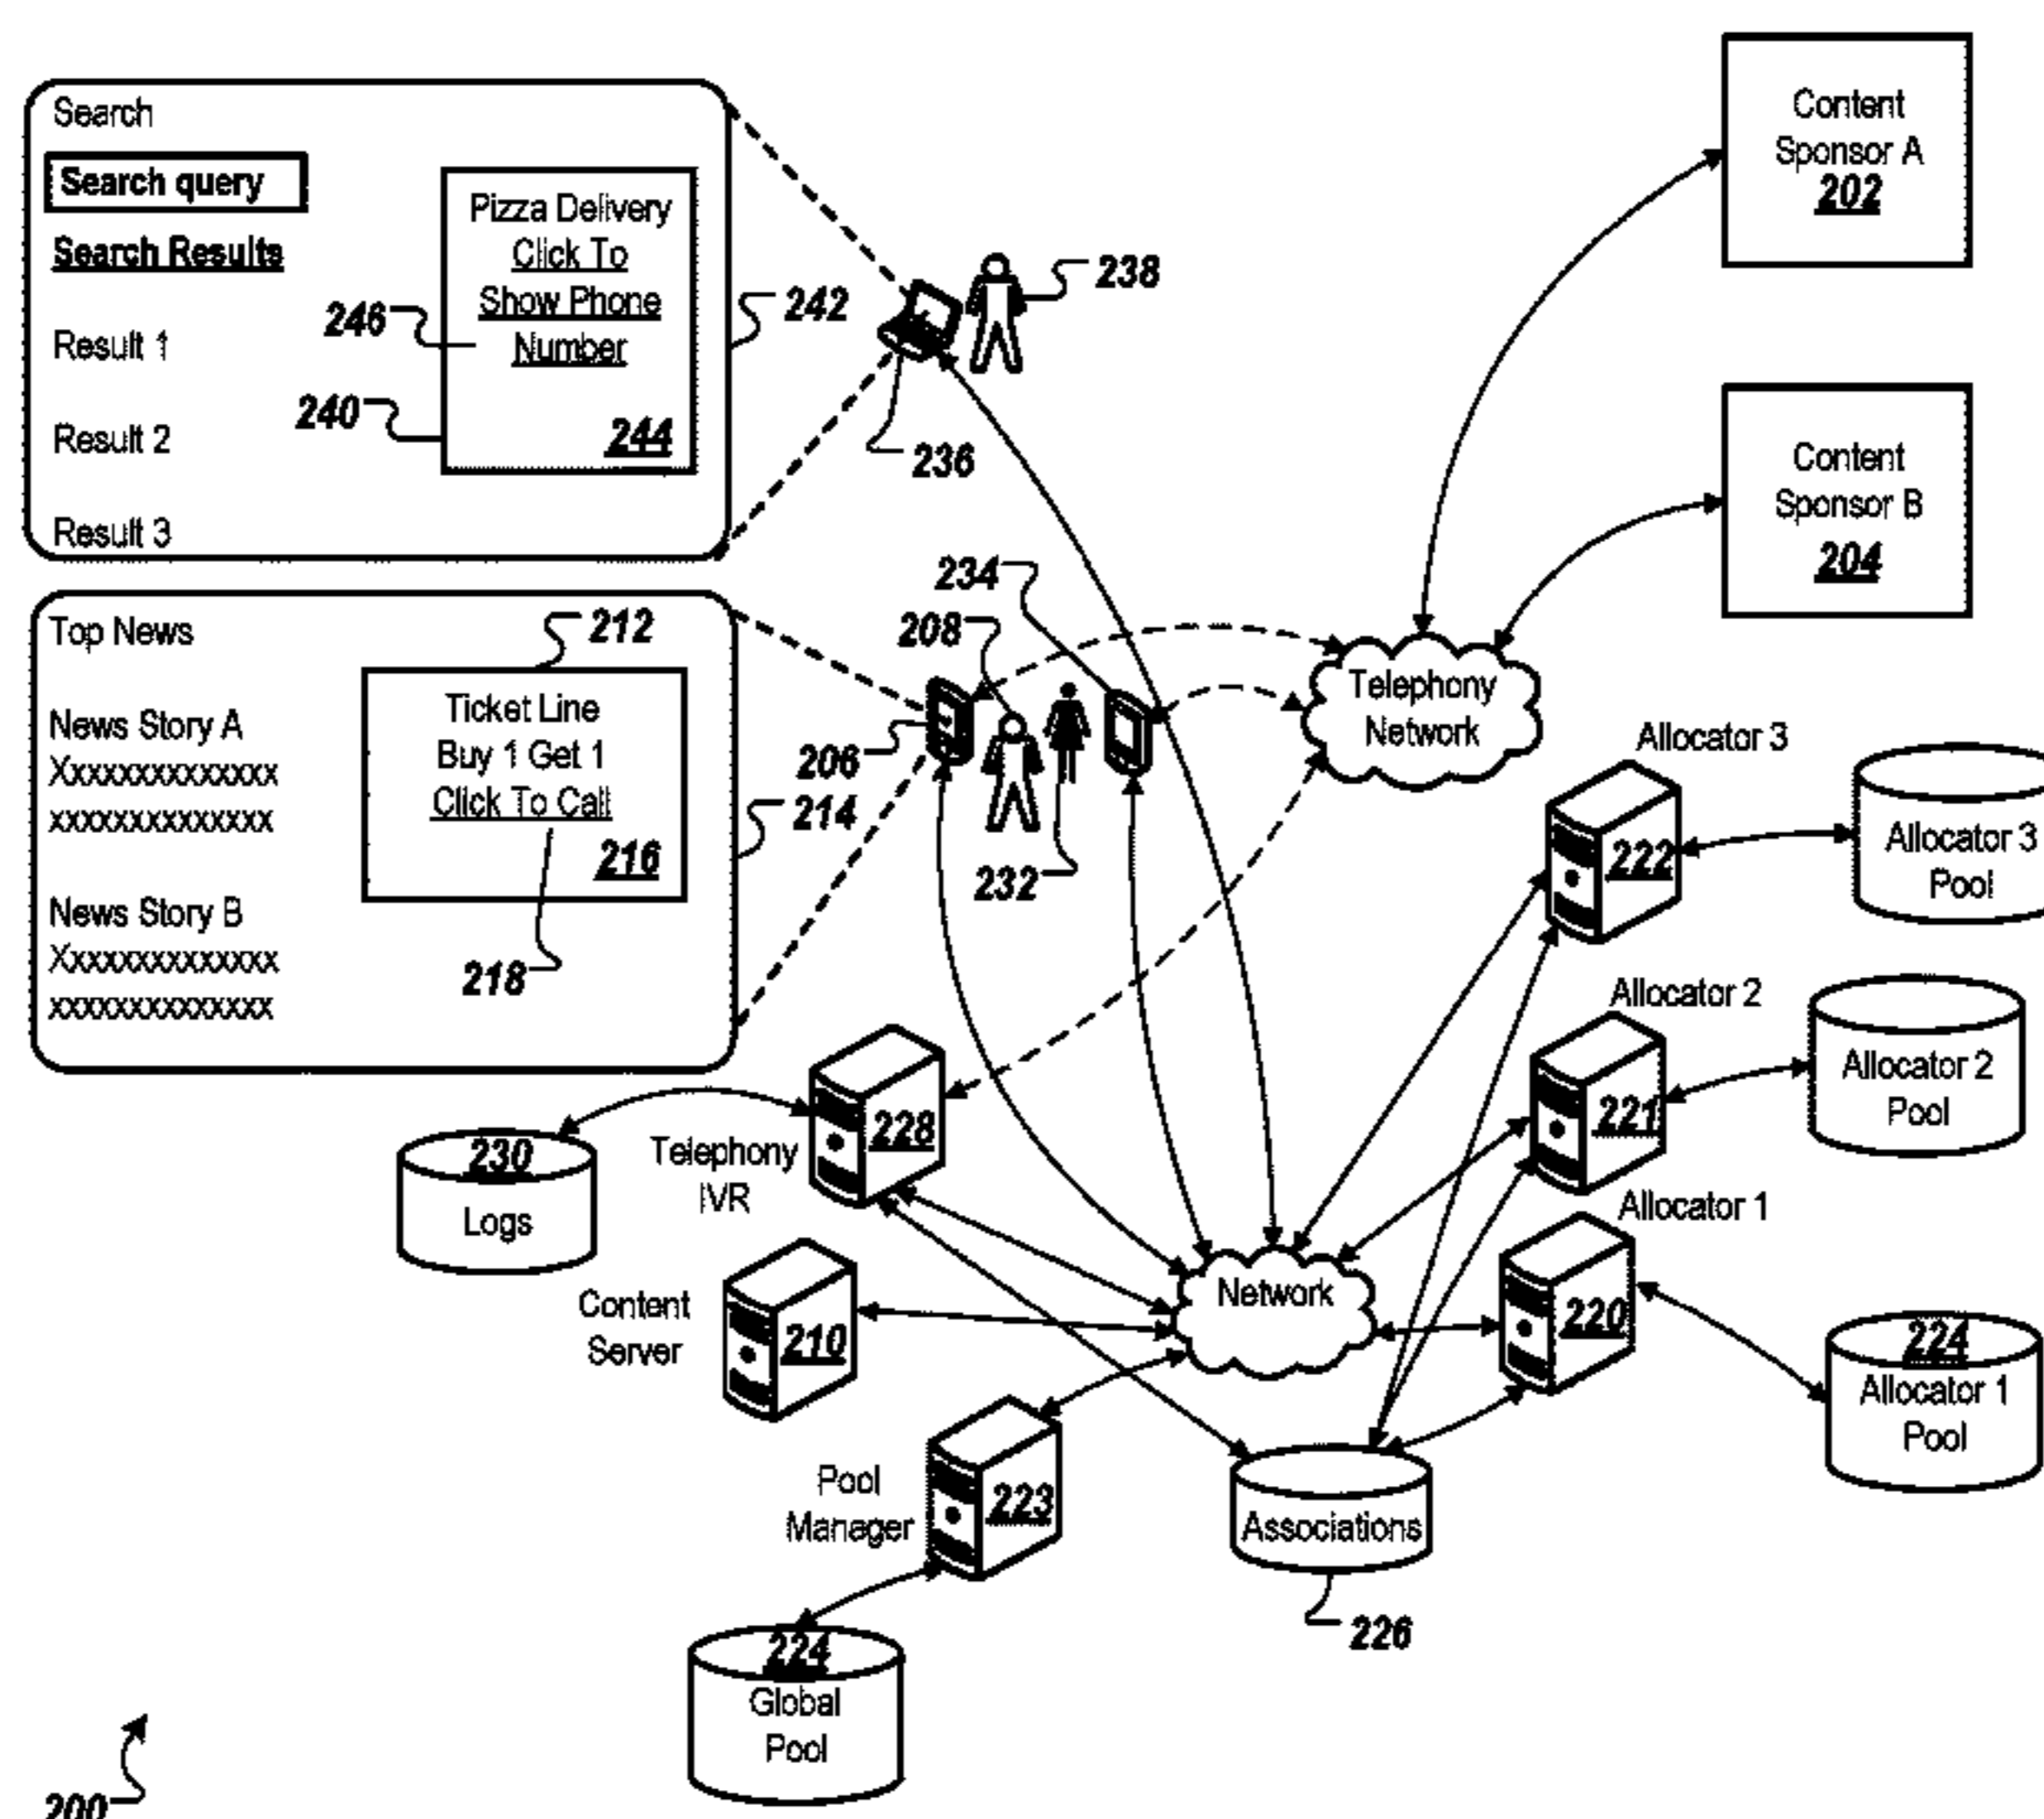 Search
Search query
Search Results
Result 1
Result 2
Result 3
Pizza Delivery
Click To
Show Phone
Number
244
246
240
242
238
236
Content
Sponsor A
202
Content
Sponsor B
204
Top News
News Story A
Xxxxxxxxxxxxxx
xxxxxxxxxxxxxx
News Story B
Xxxxxxxxxxxxxx
xxxxxxxxxxxxxx
212
Ticket Line
Buy 1 Get 1
Click To Call
216
218
214
234
208
206
232
Telephony
Network
Allocator 3
222
Allocator 3
Pool
Allocator 2
221
Allocator 2
Pool
Allocator 1
220
224
Allocator 1
Pool
228
Telephony
IVR
230
Logs
Content
Server
210
Network
Pool
Manager
223
Associations
226
224
Global
Pool
200